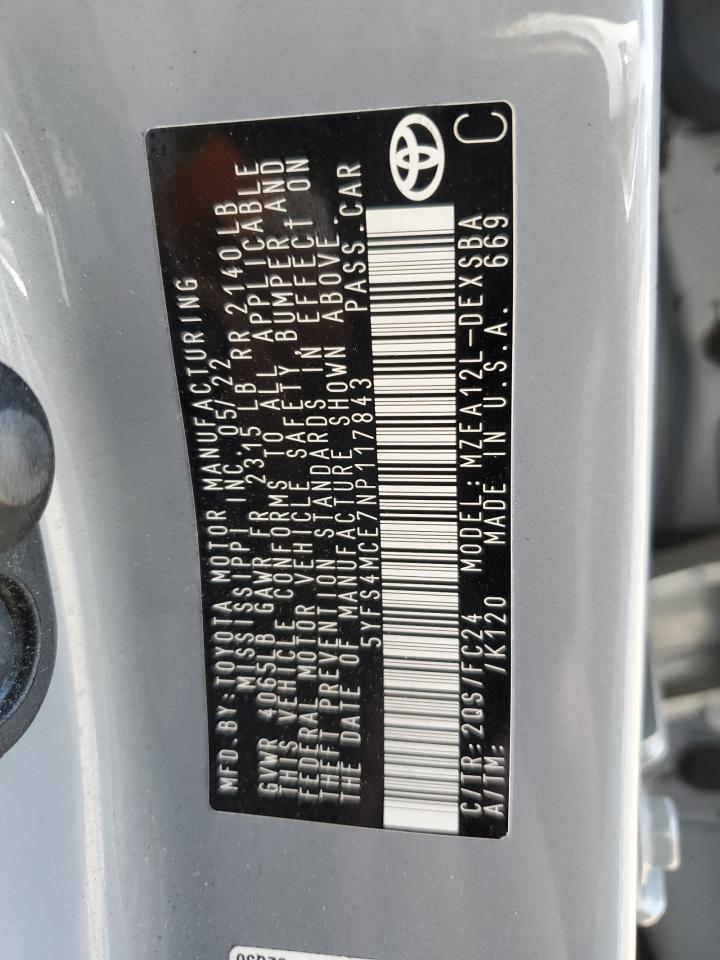 MFD. BY: TOYOTA MOTOR MANUFACTURING
MISSISSIPPI INC. 05/22
GVWR 4065LB GAWR FR 2315 LB RR 2140 LB
THIS VEHICLE CONFORMS TO ALL APPLICABLE
FEDERAL MOTOR VEHICLE SAFETY, BUMPER, AND
THEFT PREVENTION STANDARDS IN EFFECT ON
THE DATE OF MANUFACTURE SHOWN ABOVE.
5YFS4MCE7NP117843 PASS.CAR
C/TR:2QS/FC24 MODEL:MZEA12L-DEXSBA
A/TM: /K120 MADE IN U.S.A. 669
C